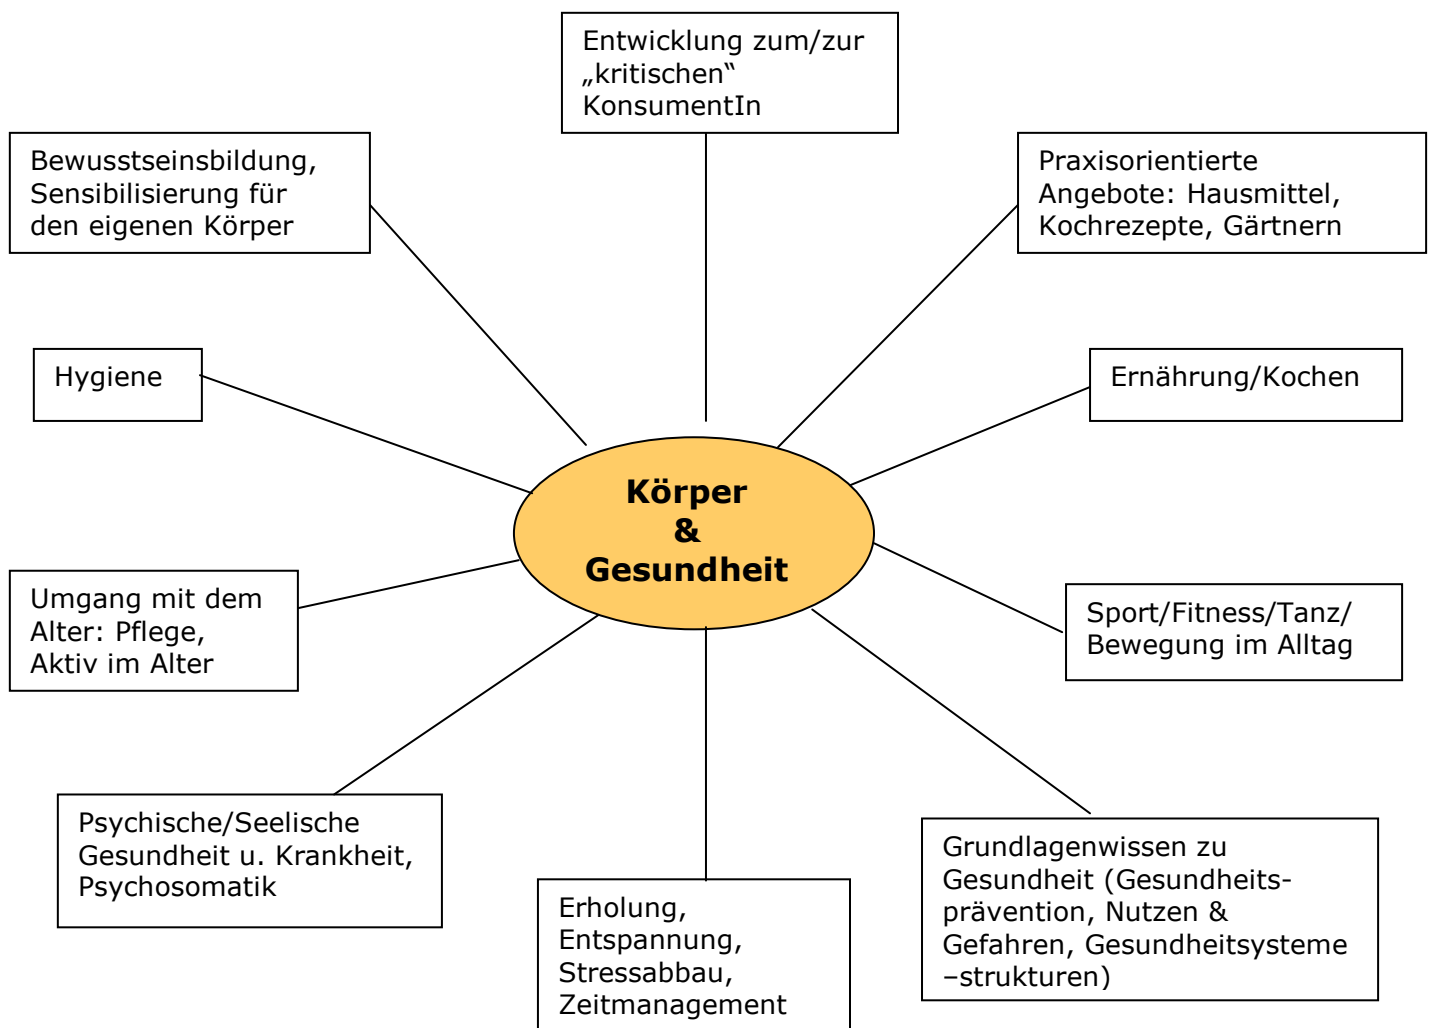 Entwicklung zum/zur
„kritischen“
KonsumentIn
Bewusstseinsbildung,
Sensibilisierung für
den eigenen Körper
Praxisorientierte
Angebote: Hausmittel,
Kochrezepte, Gärtnern
Hygiene
Ernährung/Kochen
Körper
&
Gesundheit
Umgang mit dem
Alter: Pflege,
Aktiv im Alter
Sport/Fitness/Tanz/
Bewegung im Alltag
Psychische/Seelische
Gesundheit u. Krankheit,
Psychosomatik
Erholung,
Entspannung,
Stressabbau,
Zeitmanagement
Grundlagenwissen zu
Gesundheit (Gesundheits-
prävention, Nutzen &
Gefahren, Gesundheitsysteme
–strukturen)